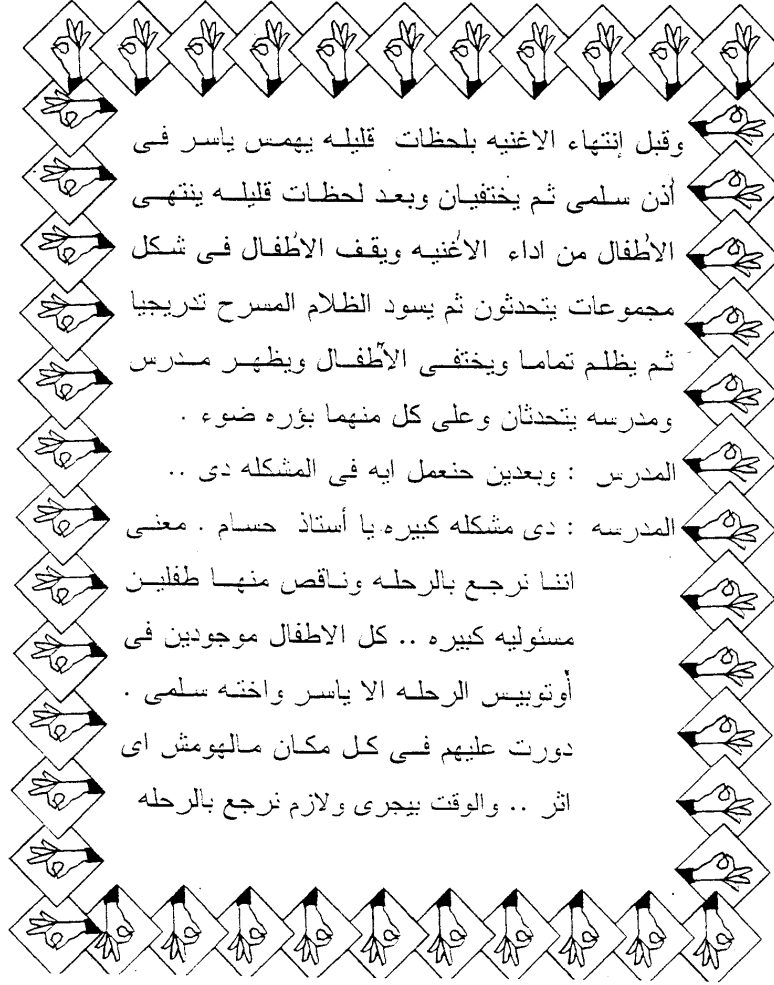 وقبل إنتهاء الاغنيه بلحظات قليله يهمس ياسر فى
أذن سلمى ثم يختفيان وبعد لحظات قليله ينتهى
الأطفال من اداء الأغنيه ويقف الأطفال فى شكل
مجموعات يتحدثون ثم يسود الظلام المسرح تدريجيا
ثم يظلم تماما ويختفى الأطفال ويظهر مدرس
ومدرسه يتحدثان وعلى كل منهما بؤره ضوء .
المدرس : وبعدين حنعمل ايه فى المشكله دى ..
المدرسه : دى مشكله كبيره يا أستاذ حسام . معنى
اننا نرجع بالرحله وناقص منها طفلين
مسئوليه كبيره .. كل الاطفال موجودين فى
أوتوبيس الرحله الا ياسر واخته سلمى .
دورت عليهم فى كل مكان مالهومش اى
اثر .. والوقت بيجرى ولازم نرجع بالرحله